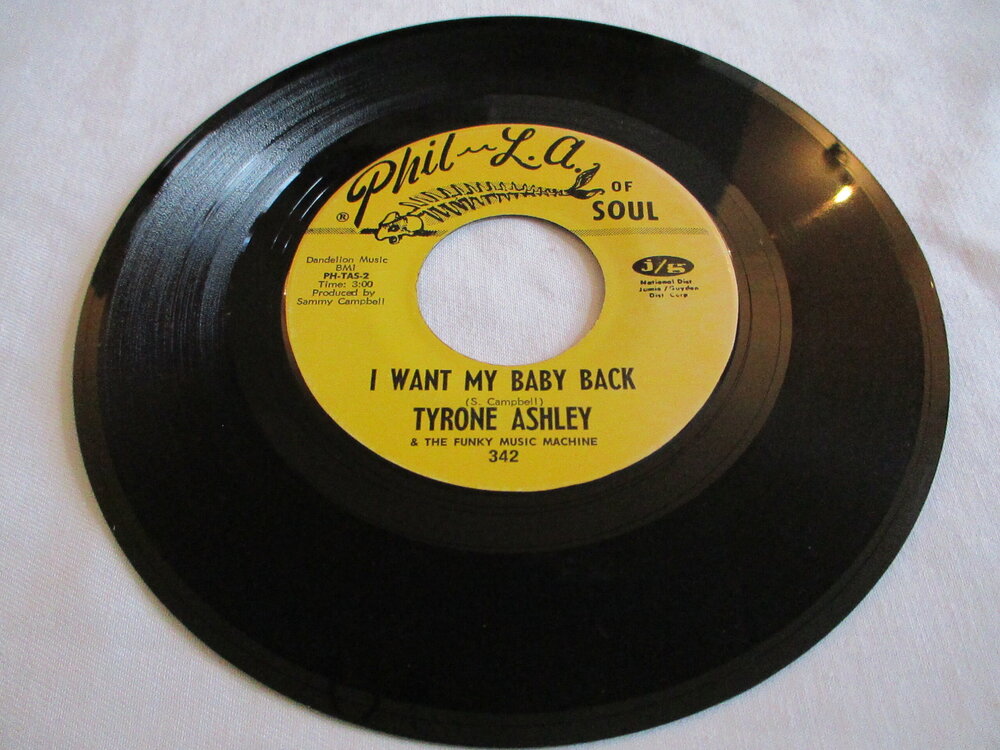 Phil~L.A.
OF
SOUL
®
Dandelion Music
BMI
PH-TAS-2
Time: 3:00
Produced by
Sammy Campbell
j/g
National Dist
Jamie/Guyden
Dist Corp
I WANT MY BABY BACK
(S. Campbell)
TYRONE ASHLEY
& THE FUNKY MUSIC MACHINE
342